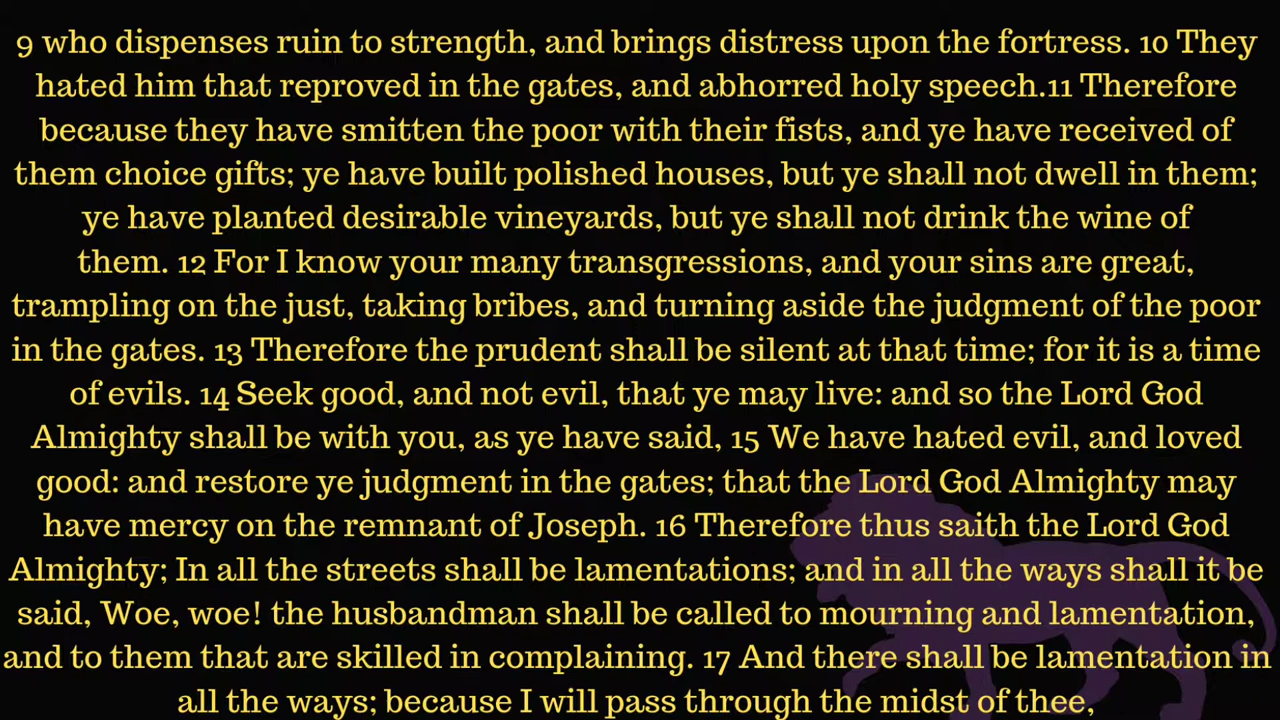 9 who dispenses ruin to strength, and brings distress upon the fortress. 10 They
hated him that reproved in the gates, and abhorred holy speech.11 Therefore
because they have smitten the poor with their fists, and ye have received of
them choice gifts; ye have built polished houses, but ye shall not dwell in them;
ye have planted desirable vineyards, but ye shall not drink the wine of
them. 12 For I know your many transgressions, and your sins are great,
trampling on the just, taking bribes, and turning aside the judgment of the poor
in the gates. 13 Therefore the prudent shall be silent at that time; for it is a time
of evils. 14 Seek good, and not evil, that ye may live: and so the Lord God
Almighty shall be with you, as ye have said, 15 We have hated evil, and loved
good: and restore ye judgment in the gates; that the Lord God Almighty may
have mercy on the remnant of Joseph. 16 Therefore thus saith the Lord God
Almighty; In all the streets shall be lamentations; and in all the ways shall it be
said, Woe, woe! the husbandman shall be called to mourning and lamentation,
and to them that are skilled in complaining. 17 And there shall be lamentation in
all the ways; because I will pass through the midst of thee,